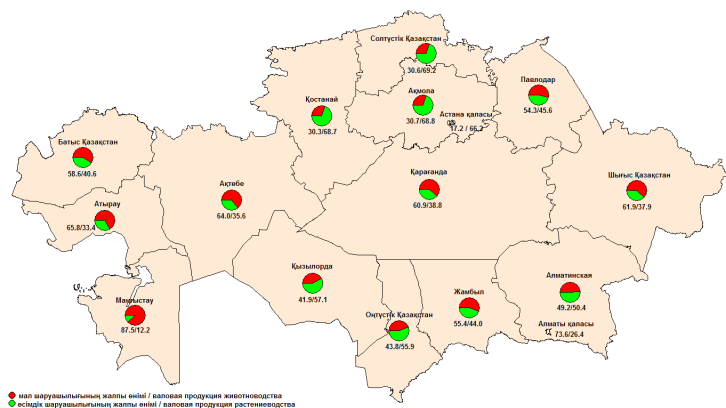 Солтүстік Қазақстан
30.6/69.2
Павлодар
54.3/45.6
Ақмола
30.7/68.8
Қостанай
30.3/68.7
Астана қаласы
17.2 / 66.2
Батыс Қазақстан
58.6/40.6
Қарағанда
60.9/38.8
Шығыс Қазақстан
61.9/37.9
Ақтөбе
64.0/35.6
Атырау
65.8/33.4
Қызылорда
41.9/57.1
Алматинская
49.2/50.4
Маңғыстау
87.5/12.2
Жамбыл
55.4/44.0
Оңтүстік Қазақстан
43.8/55.9
Алматы қаласы
73.6/26.4
мал шаруашылығының жалпы өнімі / валовая продукция животноводства
өсімдік шаруашылығының жалпы өнімі / валовая продукция растениеводства